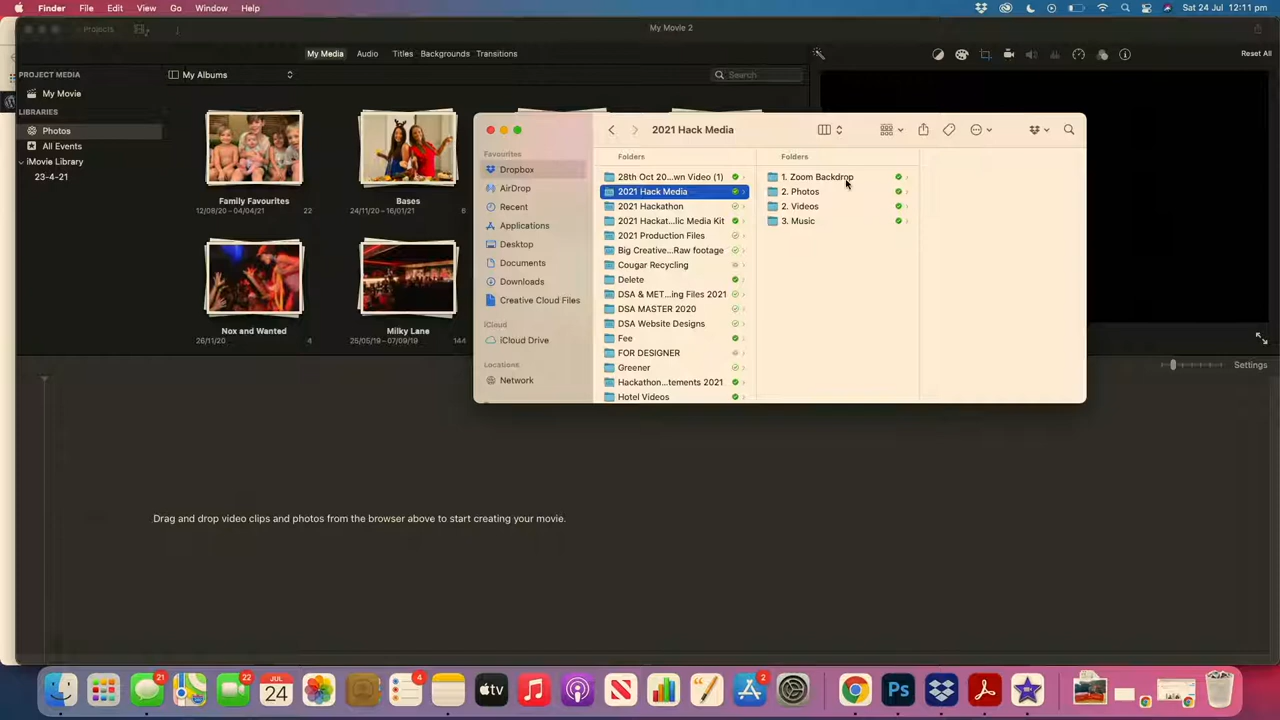 Finder File Edit View Go Window Help
Sat 24 Jul 12:11 pm
Projects
My Movie 2
My Media Audio Titles Backgrounds Transitions
Reset All
PROJECT MEDIA
My Movie
LIBRARIES
Photos
All Events
iMovie Library
23-4-21
My Albums
Search
Family Favourites
12/08/20 – 04/04/21 22
Bases
24/11/20 – 16/01/21 51
Nox and Wanted
26/11/20 4
Milky Lane
26/05/19 – 07/09/19 144
2021 Hack Media
Favourites
Dropbox
AirDrop
Recent
Applications
Desktop
Documents
Downloads
Creative Cloud Files
iCloud
iCloud Drive
Locations
Network
Folders
28th Oct 20...wn Video (1)
2021 Hack Media
2021 Hackathon
2021 Hackat...lic Media Kit
2021 Production Files
Big Creative...Raw footage
Cougar Recycling
Delete
DSA & MET...ing Files 2021
DSA MASTER 2020
DSA Website Designs
Fee
FOR DESIGNER
Greener
Hackathon...tements 2021
Hotel Videos
Folders
1. Zoom Backdrop
2. Photos
2. Videos
3. Music
Settings
Drag and drop video clips and photos from the browser above to start creating your movie.
21
22
JUL
24
4
tv
2
Ps